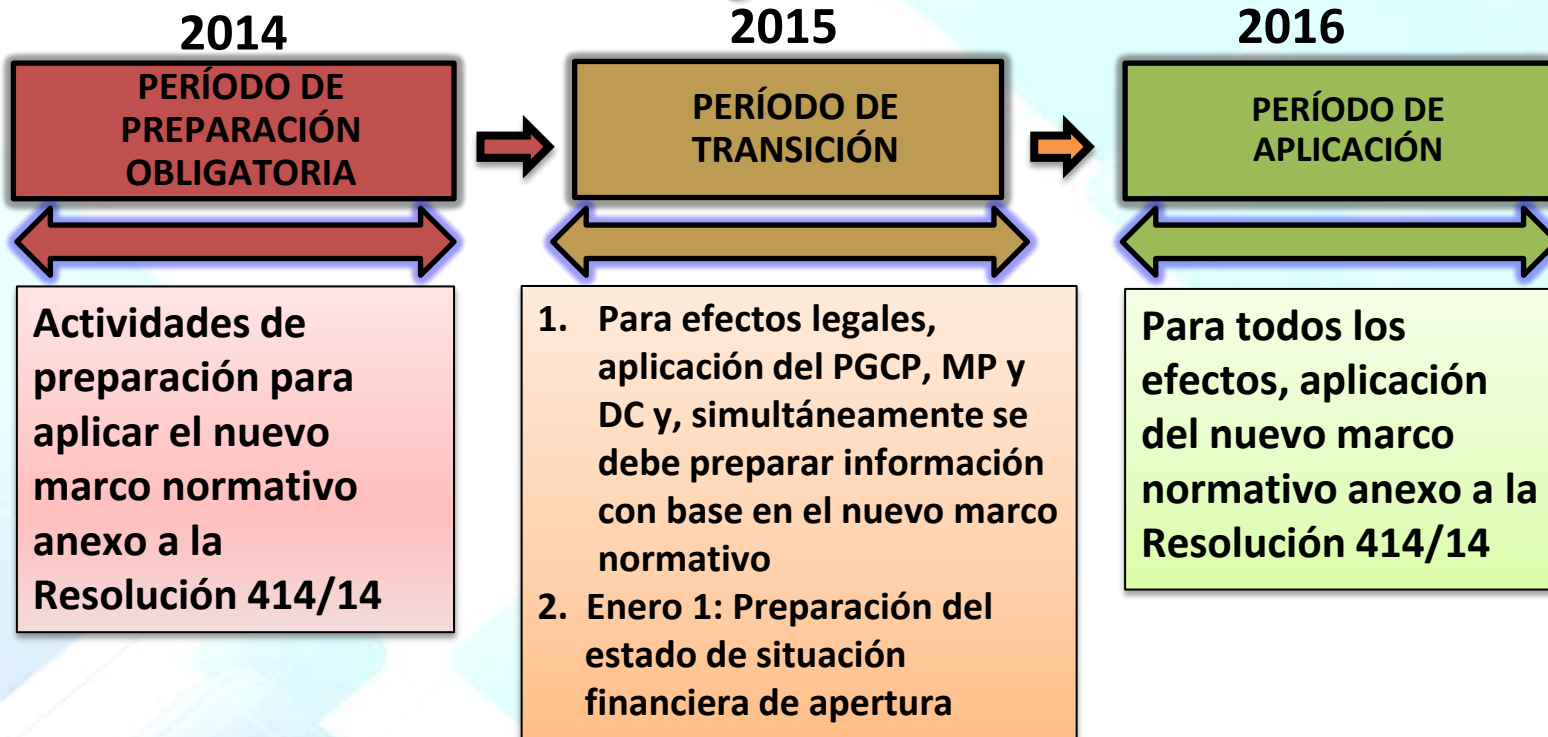 2014
PERÍODO DE
PREPARACIÓN
OBLIGATORIA
Actividades de
preparación para
aplicar el nuevo
marco normativo
anexo a la
Resolución 414/14
2015
PERÍODO DE
TRANSICIÓN
1. Para efectos legales,
aplicación del PGCP, MP y
DC y, simultáneamente se
debe preparar información
con base en el nuevo marco
normativo
2. Enero 1: Preparación del
estado de situación
financiera de apertura
2016
PERÍODO DE
APLICACIÓN
Para todos los
efectos, aplicación
del nuevo marco
normativo anexo a la
Resolución 414/14